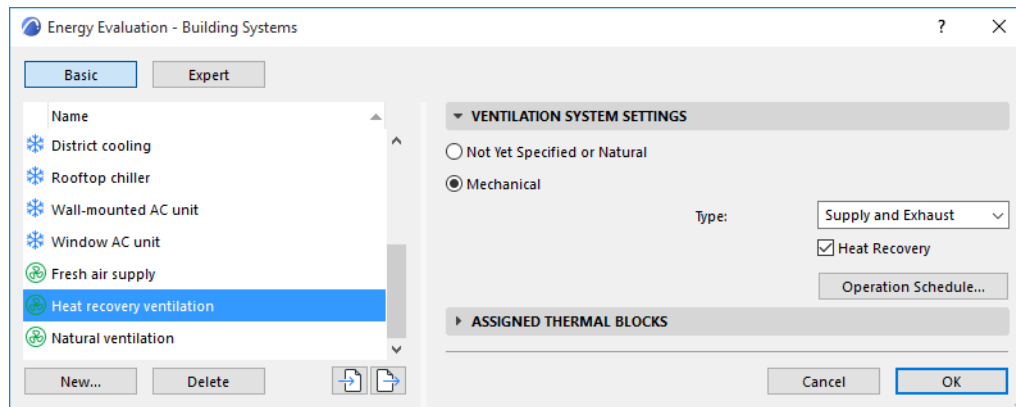 Energy Evaluation - Building Systems
?
Basic
Expert
Name
District cooling
Rooftop chiller
Wall-mounted AC unit
Window AC unit
Fresh air supply
Heat recovery ventilation
Natural ventilation
New...
Delete
VENTILATION SYSTEM SETTINGS
Not Yet Specified or Natural
Mechanical
Type:
Supply and Exhaust
Heat Recovery
Operation Schedule...
ASSIGNED THERMAL BLOCKS
Cancel
OK